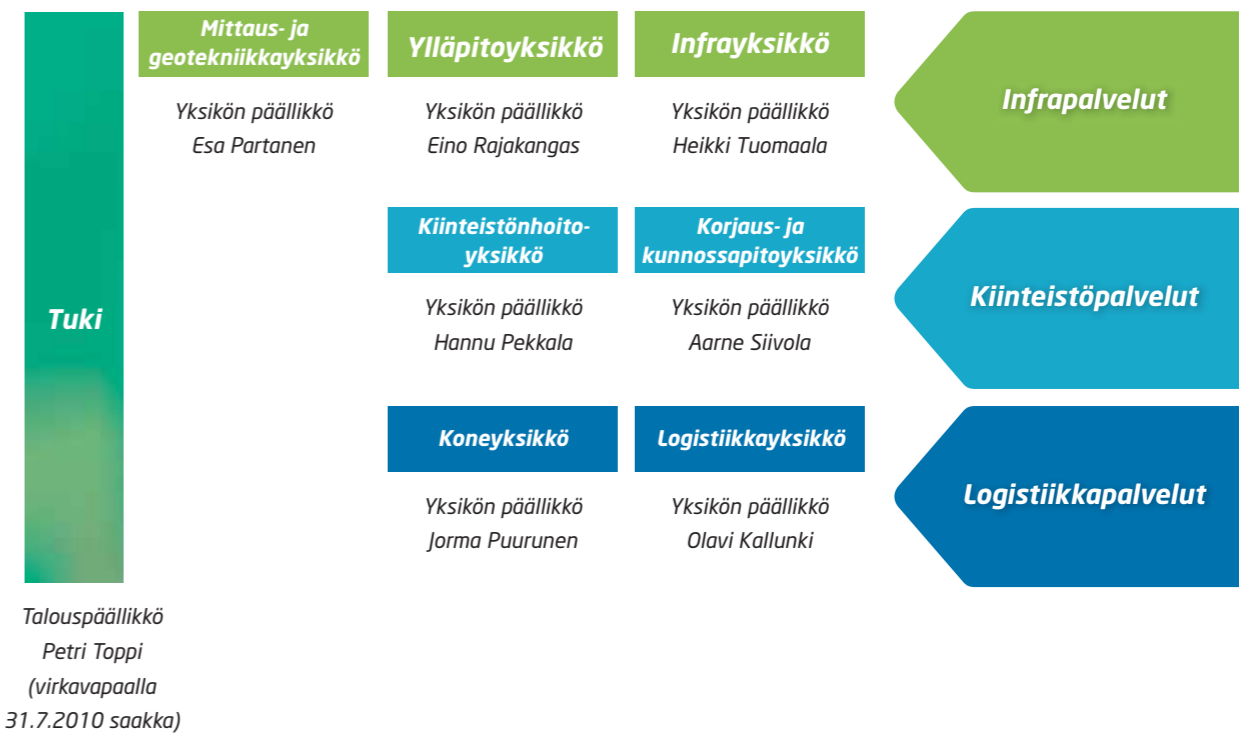 Mittaus- ja
geotekniikkayksikkö
Yksikön päällikkö
Esa Partanen
Ylläpitoyksikkö
Yksikön päällikkö
Eino Rajakangas
Infrayksikkö
Yksikön päällikkö
Heikki Tuomaala
Infrapalvelut
Kiinteistönhoito-
yksikkö
Yksikön päällikkö
Hannu Pekkala
Korjaus- ja
kunnossapitoyksikkö
Yksikön päällikkö
Aarne Siivola
Kiinteistöpalvelut
Tuki
Koneyksikkö
Yksikön päällikkö
Jorma Puurunen
Logistiikkayksikkö
Yksikön päällikkö
Olavi Kallunki
Logistiikkapalvelut
Talouspäällikkö
Petri Toppi
(virkavapaalla
31.7.2010 saakka)